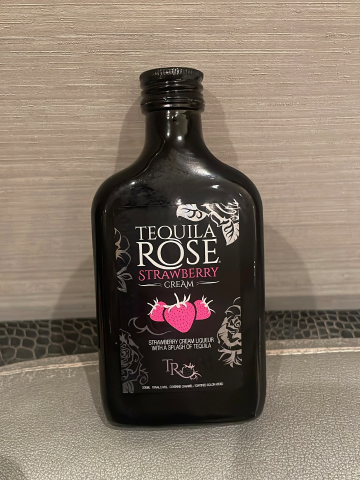 TEQUILA
ROSE
STRAWBERRY
CREAM
STRAWBERRY CREAM LIQUEUR
WITH A SPLASH OF TEQUILA
TR